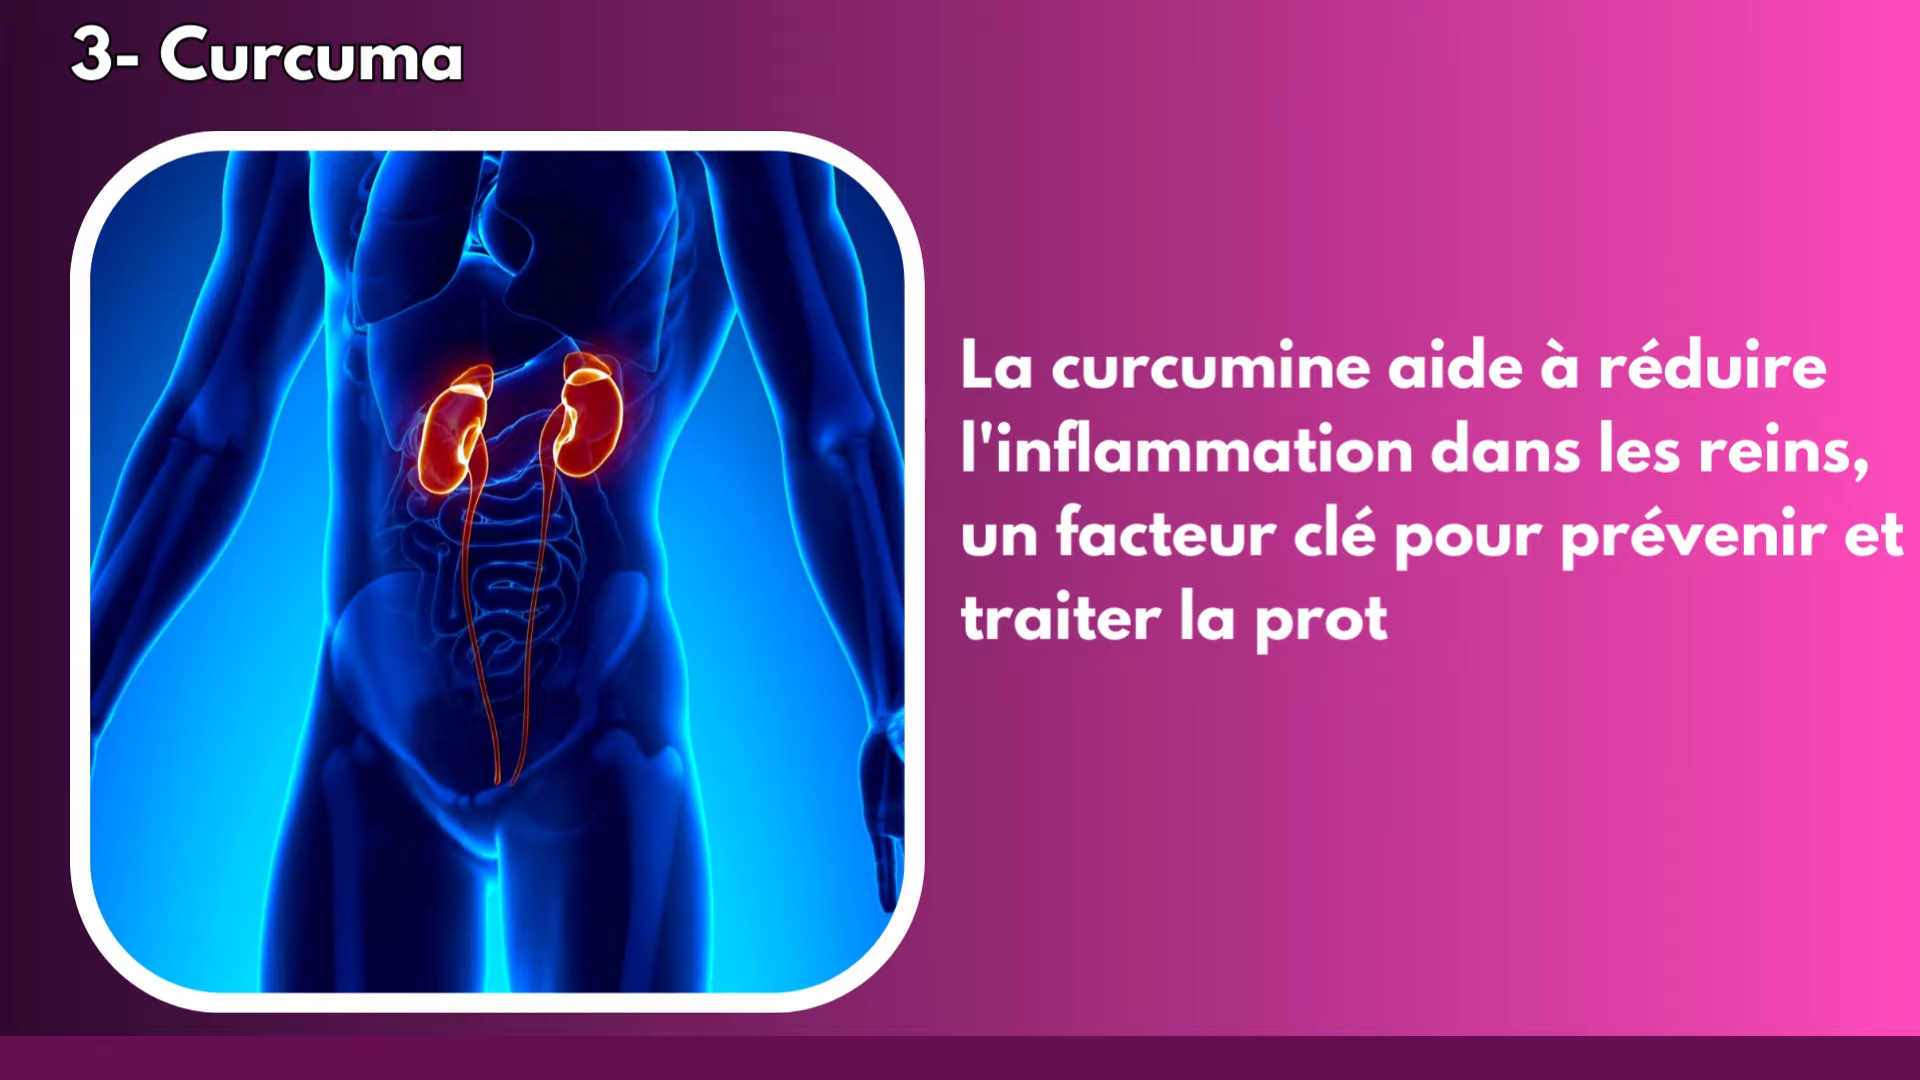 3- Curcuma
La curcumine aide à réduire
l'inflammation dans les reins,
un facteur clé pour prévenir et
traiter la prot